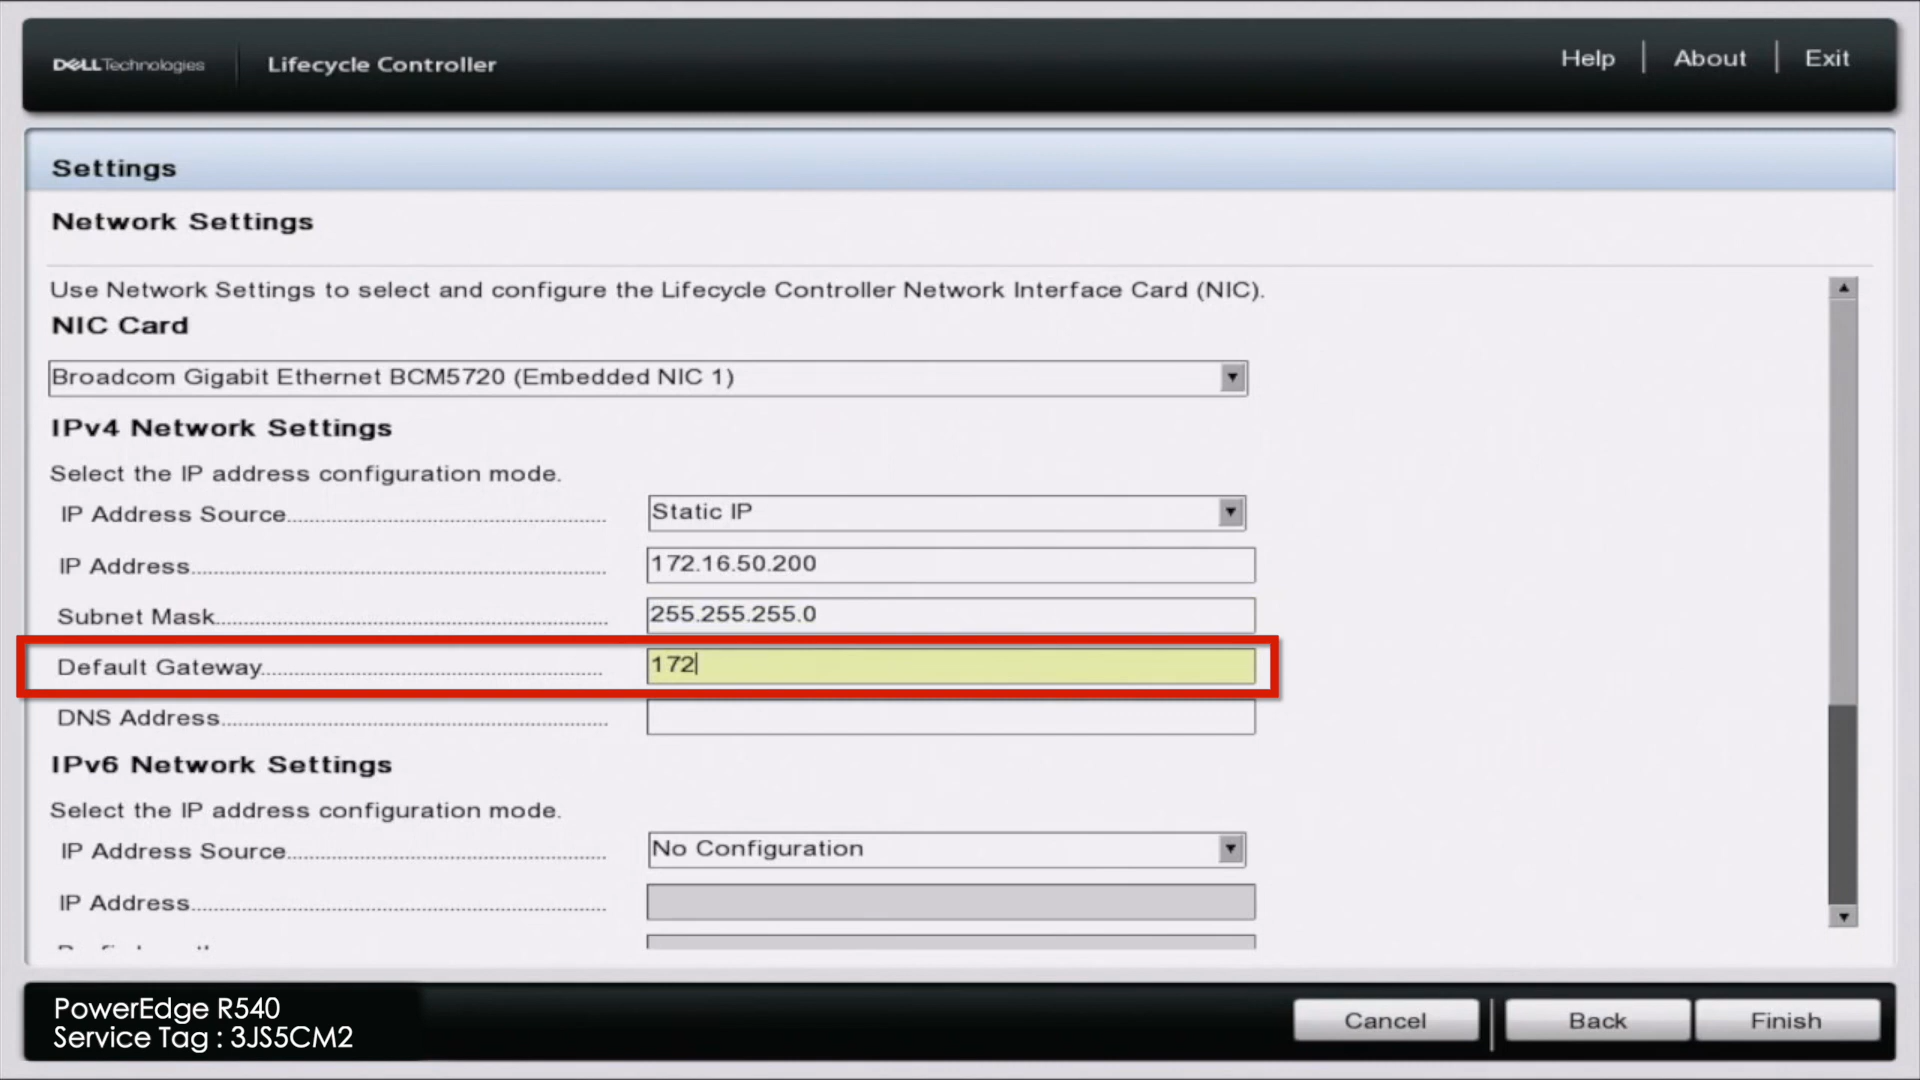 DELLTechnologies
Lifecycle Controller
Help
About
Exit
Settings
Network Settings
Use Network Settings to select and configure the Lifecycle Controller Network Interface Card (NIC).
NIC Card
Broadcom Gigabit Ethernet BCM5720 (Embedded NIC 1)
IPv4 Network Settings
Select the IP address configuration mode.
IP Address Source
Static IP
IP Address
172.16.50.200
Subnet Mask
255.255.255.0
Default Gateway
172
DNS Address
IPv6 Network Settings
Select the IP address configuration mode.
IP Address Source
No Configuration
IP Address
PowerEdge R540
Service Tag : 3JS5CM2
Cancel
Back
Finish